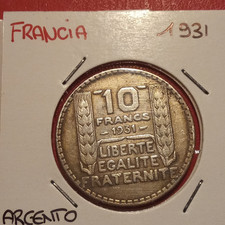 FRANCIA 1931
10
FRANCS
1931
LIBERTE
EGALITE
FRATERNITE
ARGENTO